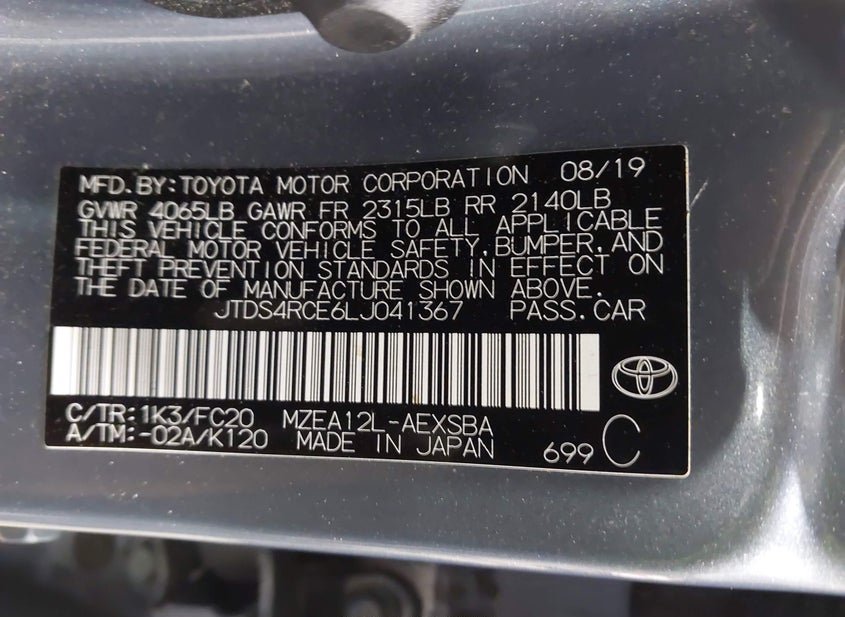 MFD. BY: TOYOTA MOTOR CORPORATION 08/19
GVWR 4065LB GAWR FR 2315LB RR 2140LB
THIS VEHICLE CONFORMS TO ALL APPLICABLE
FEDERAL MOTOR VEHICLE SAFETY, BUMPER, AND
THEFT PREVENTION STANDARDS IN EFFECT ON
THE DATE OF MANUFACTURE SHOWN ABOVE.
JTDS4RCE6LJ041367 PASS. CAR
C/TR: 1K3/FC20 MZEA12L-AEXSBA
A/TM: -02A/K120 MADE IN JAPAN 699 C